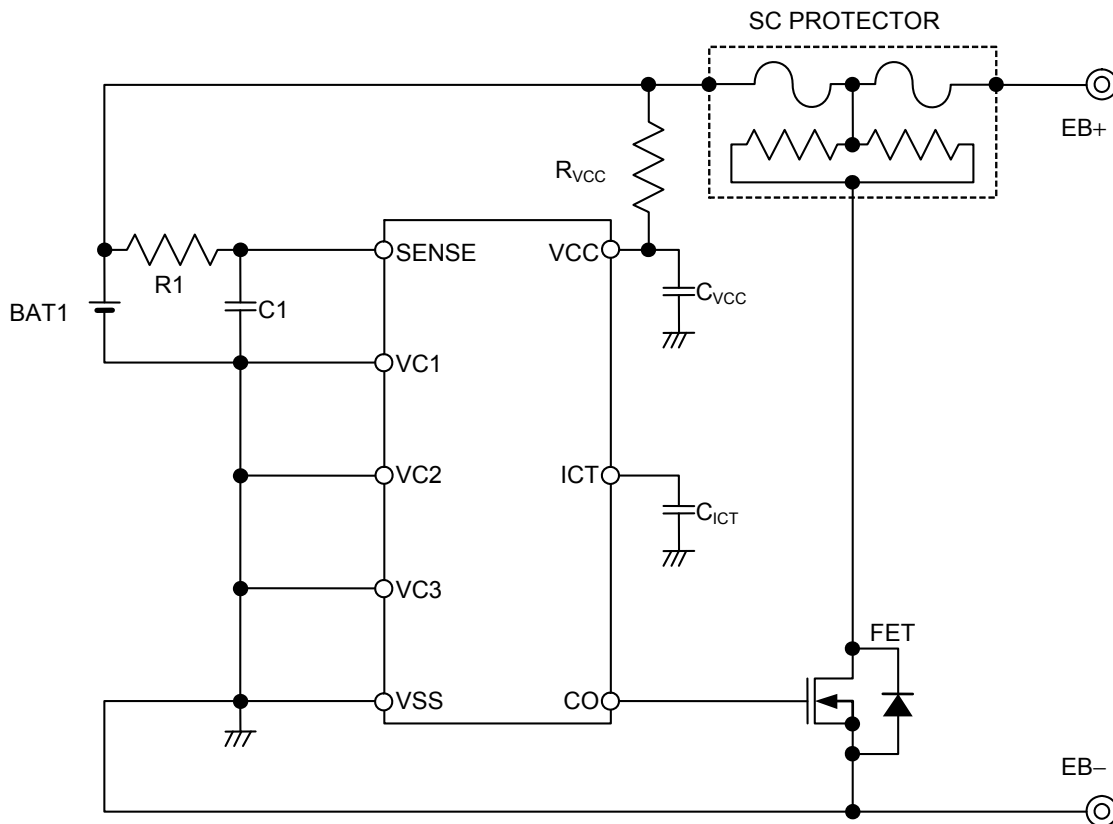 SC PROTECTOR
EB+
RVCC
SENSE
VCC
R1
CVCC
BAT1
C1
VC1
VC2
ICT
CICT
VC3
FET
VSS
CO
EB−